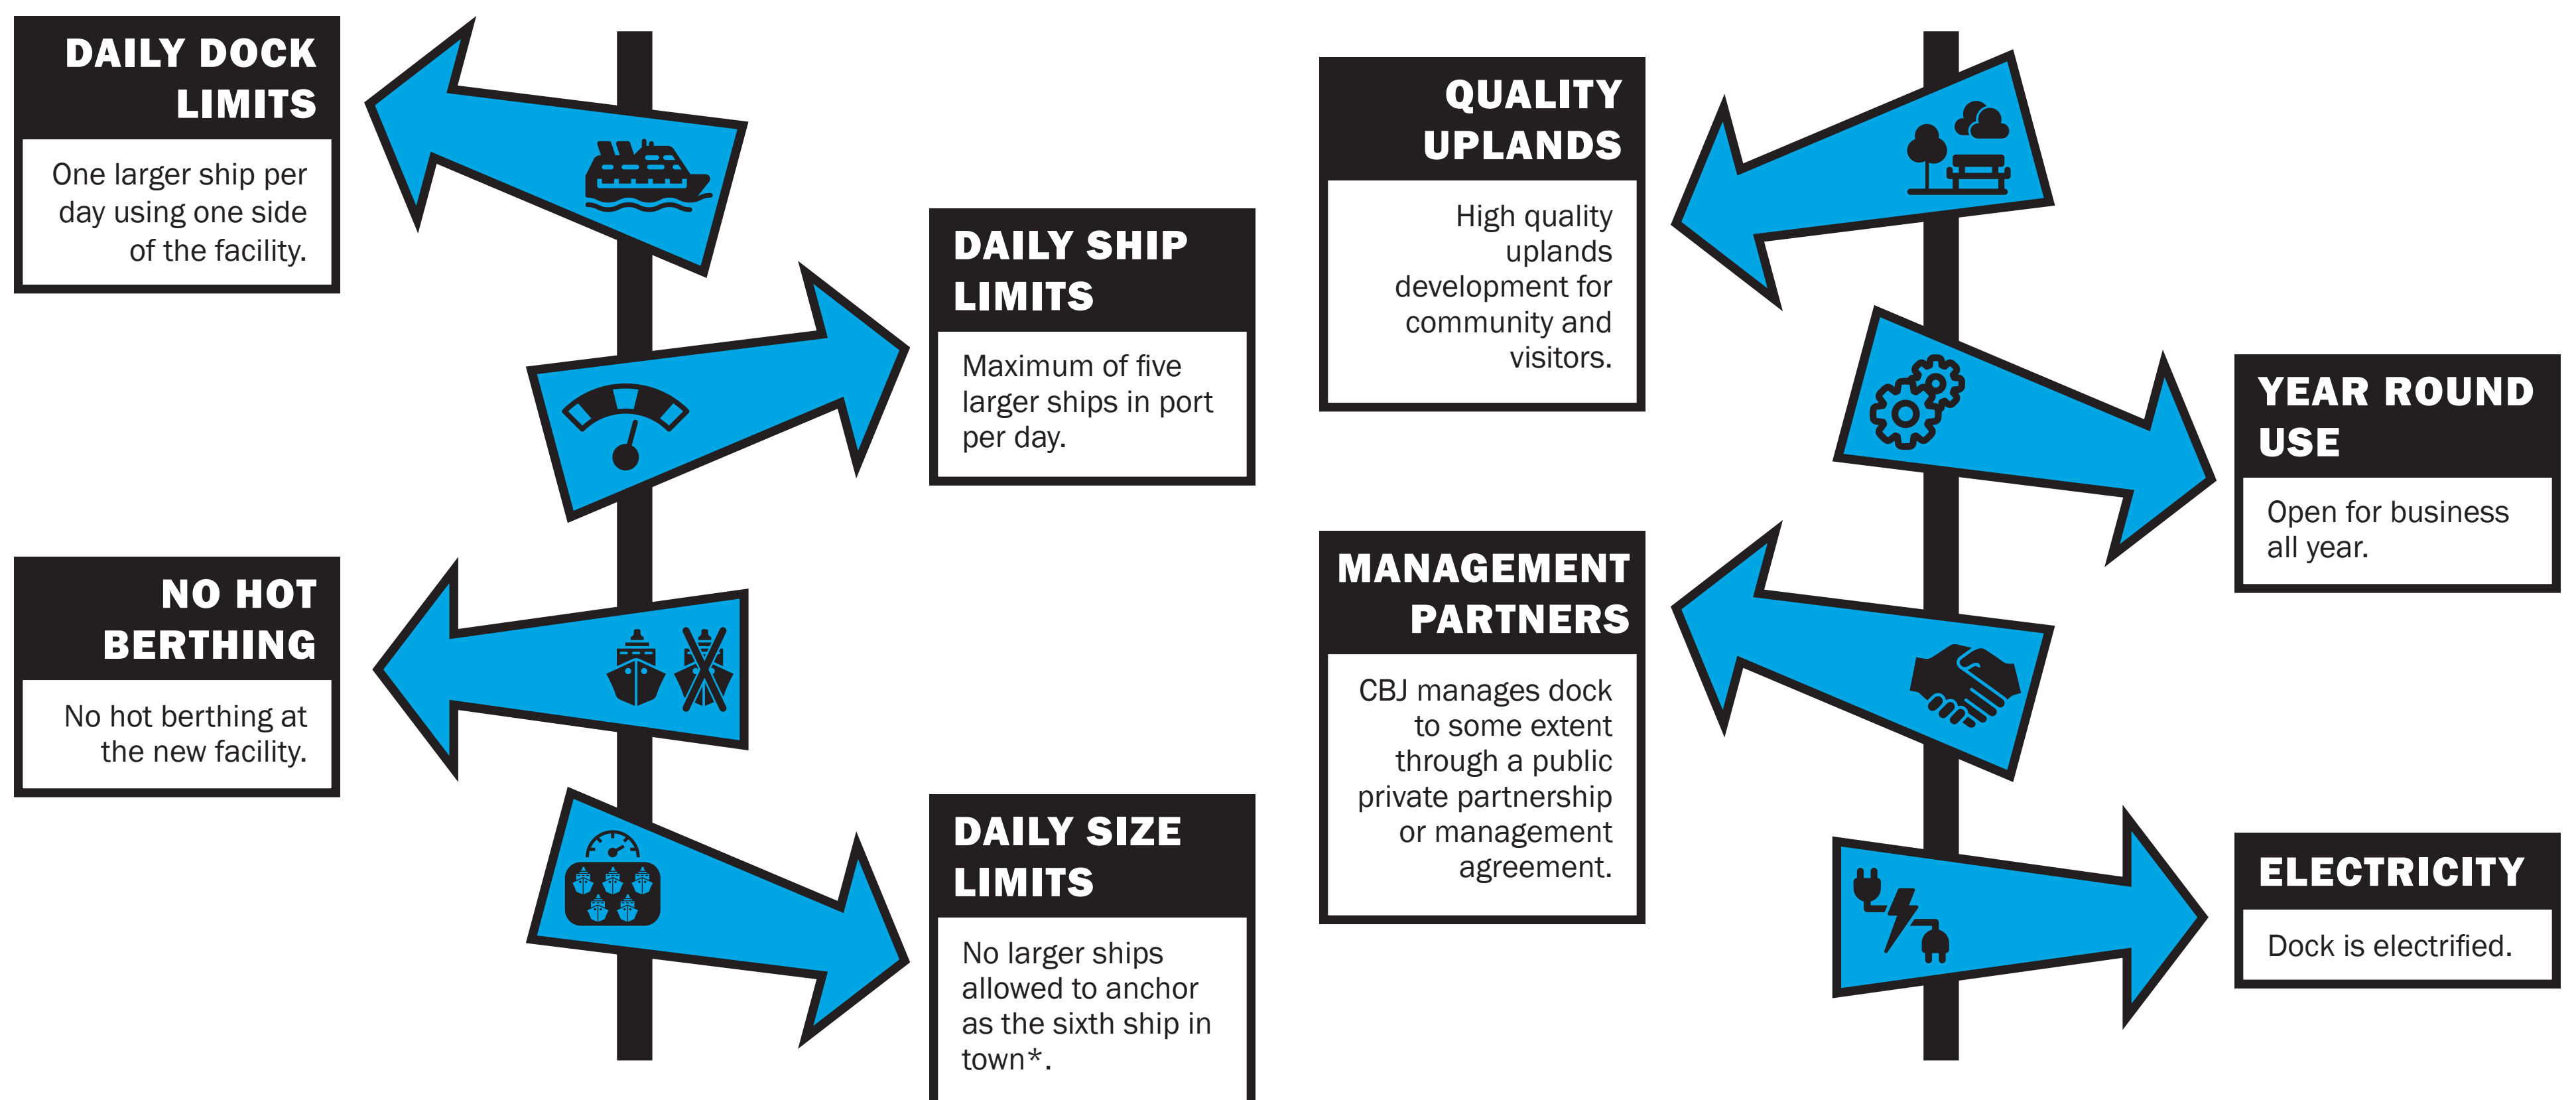 DAILY DOCK
LIMITS
One larger ship per
day using one side
of the facility.
DAILY SHIP
LIMITS
Maximum of five
larger ships in port
per day.
NO HOT
BERTHING
No hot berthing at
the new facility.
DAILY SIZE
LIMITS
No larger ships
allowed to anchor
as the sixth ship in
town*.
QUALITY
UPLANDS
High quality
uplands
development for
community and
visitors.
YEAR ROUND
USE
Open for business
all year.
MANAGEMENT
PARTNERS
CBJ manages dock
to some extent
through a public
private partnership
or management
agreement.
ELECTRICITY
Dock is electrified.